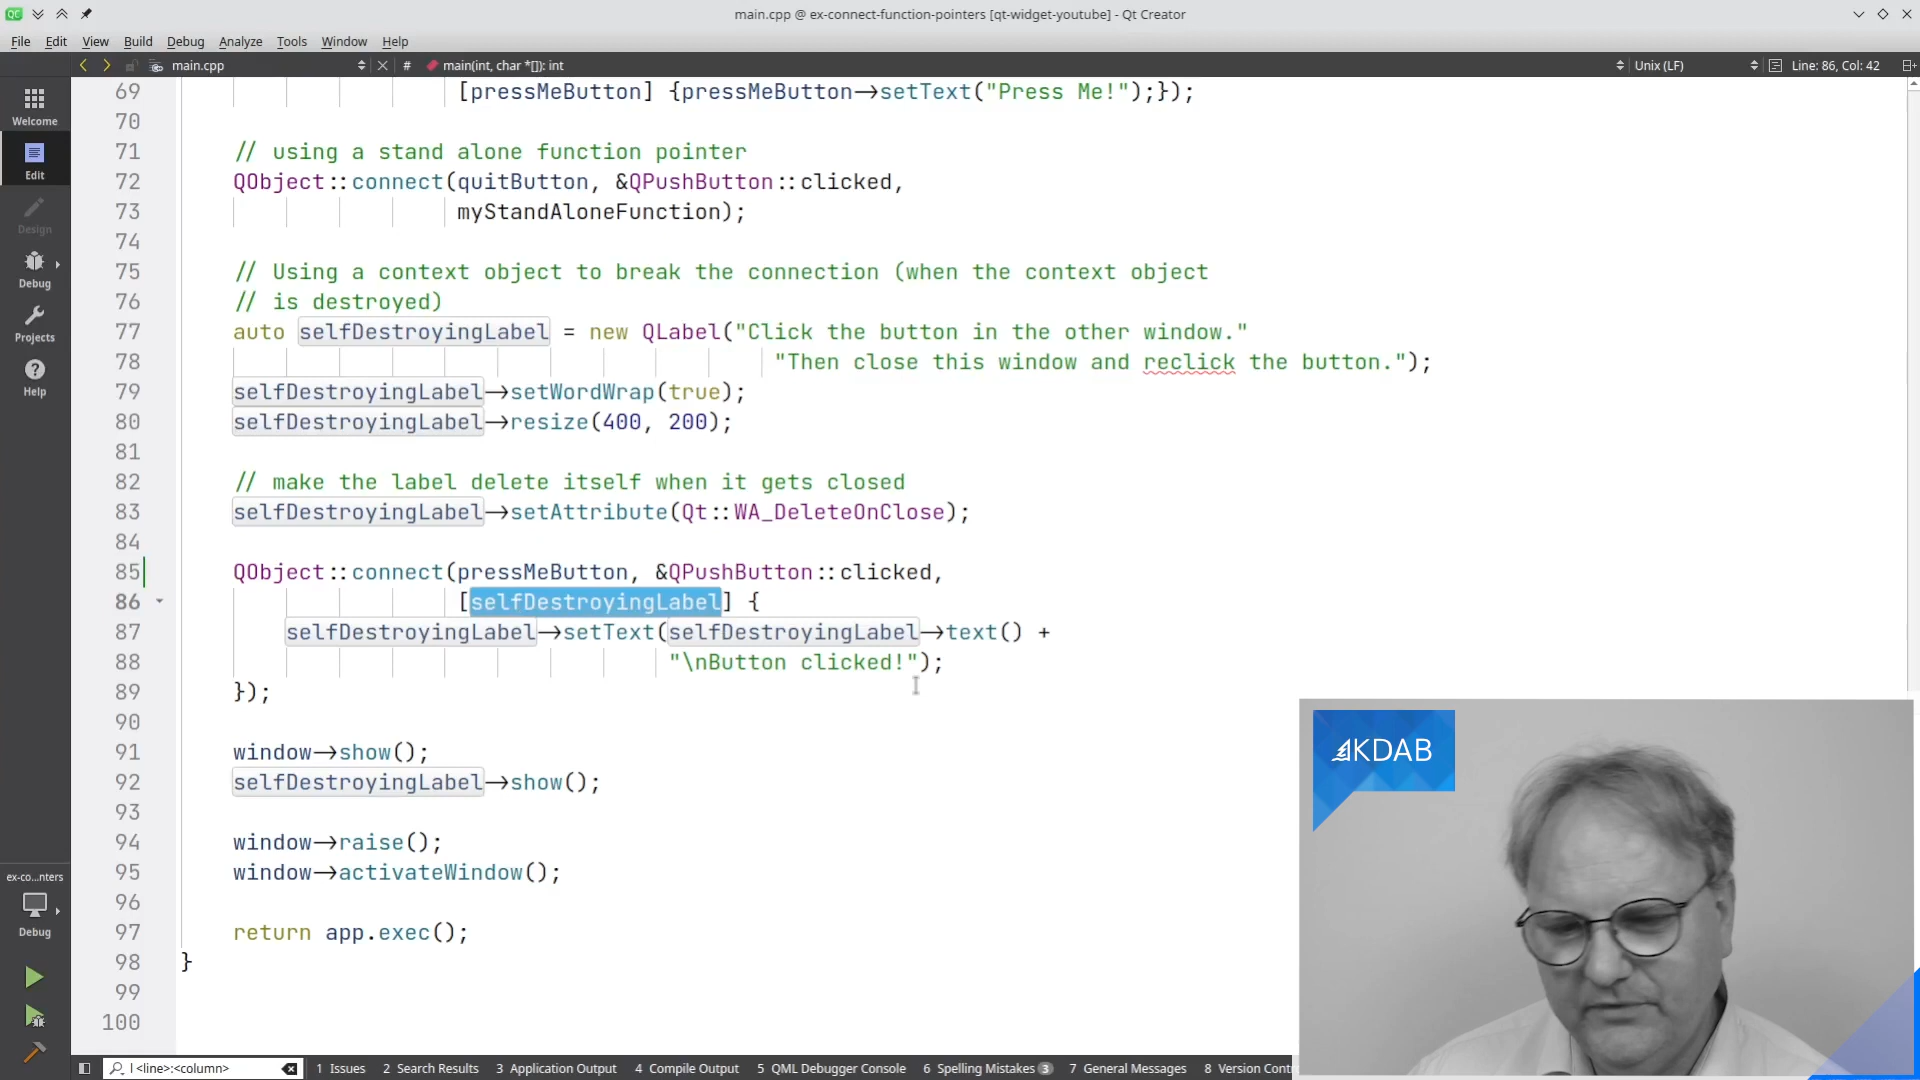 main.cpp @ ex-connect-function-pointers [qt-widget-youtube] - Qt Creator
File Edit View Build Debug Analyze Tools Window Help
main.cpp # main(int, char *[]): int Unix (LF) Line: 86, Col: 42
Welcome
Edit
Design
Debug
Projects
Help
ex-co...nters
Debug
69 [pressMeButton] {pressMeButton->setText("Press Me!");});
70
71 // using a stand alone function pointer
72 QObject::connect(quitButton, &QPushButton::clicked,
73 myStandAloneFunction);
74
75 // Using a context object to break the connection (when the context object
76 // is destroyed)
77 auto selfDestroyingLabel = new QLabel("Click the button in the other window."
78 "Then close this window and reclick the button.");
79 selfDestroyingLabel->setWordWrap(true);
80 selfDestroyingLabel->resize(400, 200);
81
82 // make the label delete itself when it gets closed
83 selfDestroyingLabel->setAttribute(Qt::WA_DeleteOnClose);
84
85 QObject::connect(pressMeButton, &QPushButton::clicked,
86 [selfDestroyingLabel] {
87 selfDestroyingLabel->setText(selfDestroyingLabel->text() +
88 "\nButton clicked!");
89 });
90
91 window->show();
92 selfDestroyingLabel->show();
93
94 window->raise();
95 window->activateWindow();
96
97 return app.exec();
98 }
99
100
KDAB
l <line>:<column> 1 Issues 2 Search Results 3 Application Output 4 Compile Output 5 QML Debugger Console 6 Spelling Mistakes 3 7 General Messages 8 Version Contr